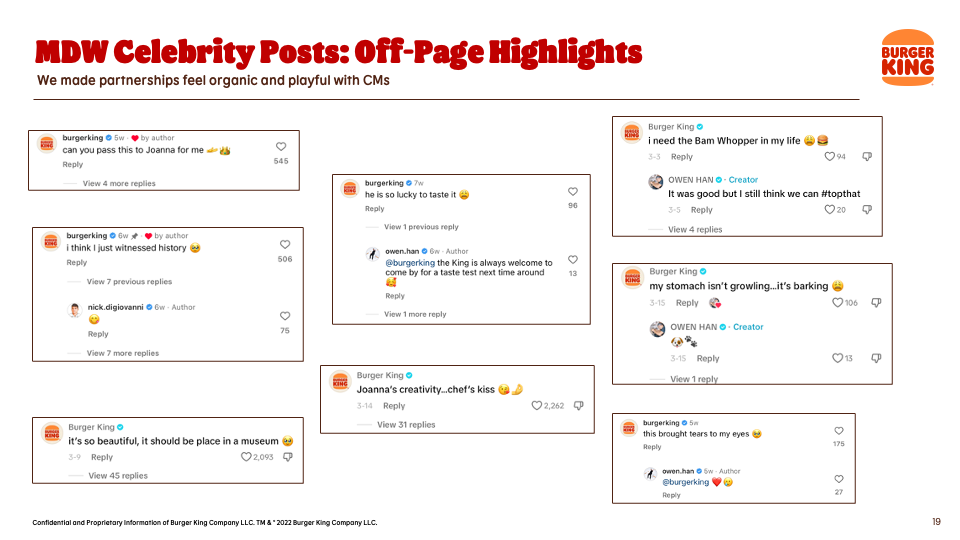 MDW Celebrity Posts: Off-Page Highlights
We made partnerships feel organic and playful with CMs
BURGER
KING
burgerking 5w · ❤️ by author
can you pass this to Joanna for me 🫴👑
Reply
545
View 4 more replies
burgerking 6w 📌 · ❤️ by author
i think I just witnessed history 🥹
Reply
506
View 7 previous replies
nick.digiovanni 6w · Author
😋
Reply
75
View 7 more replies
Burger King
it's so beautiful, it should be place in a museum 🥹
3-9 Reply 2,093
View 45 replies
burgerking 7w
he is so lucky to taste it 😩
Reply
96
View 1 previous reply
owen.han 6w · Author
@burgerking the King is always welcome to
come by for a taste test next time around
🥰
Reply
13
View 1 more reply
Burger King
Joanna's creativity...chef's kiss 😘🤌
3-14 Reply 2,262
View 31 replies
Burger King
i need the Bam Whopper in my life 😩🍔
3-3 Reply 94
OWEN HAN · Creator
It was good but I still think we can #topthat
3-5 Reply 20
View 4 replies
Burger King
my stomach isn't growling...it's barking 😩
3-15 Reply 106
OWEN HAN · Creator
🐶🐾
3-15 Reply 13
View 1 reply
burgerking 5w
this brought tears to my eyes 🥹
Reply
175
owen.han 5w · Author
@burgerking ❤️🥲
Reply
27
Confidential and Proprietary Information of Burger King Company LLC. TM & ® 2022 Burger King Company LLC.
19